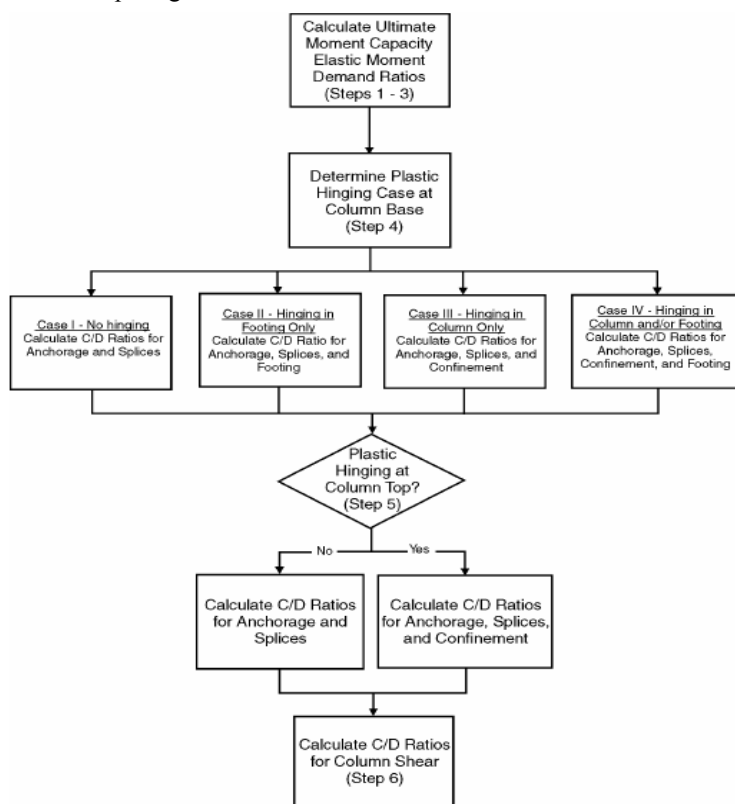 Calculate Ultimate
Moment Capacity
Elastic Moment
Demand Ratios
(Steps 1 - 3)
Determine Plastic
Hinging Case at
Column Base
(Step 4)
Case I - No hinging
Calculate C/D Ratios for
Anchorage and Splices
Case II - Hinging in
Footing Only
Calculate C/D Ratio for
Anchorage, Splices, and
Footing
Case III - Hinging in
Column Only
Calculate C/D Ratios for
Anchorage, Splices, and
Confinement
Case IV - Hinging in
Column and/or Footing
Calculate C/D Ratios for
Anchorage, Splices,
Confinement, and Footing
Plastic
Hinging at
Column Top?
(Step 5)
No
Yes
Calculate C/D Ratios
for Anchorage and
Splices
Calculate C/D Ratios
for Anchorage, Splices,
and Confinement
Calculate C/D Ratios
for Column Shear
(Step 6)